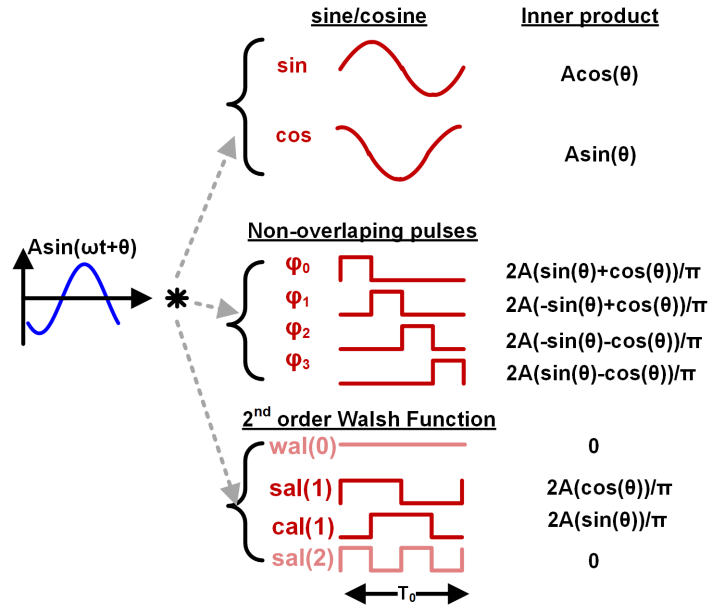 sine/cosine Inner product
sin Acos(θ)
cos Asin(θ)
Asin(ωt+θ)
Non-overlaping pulses
φ0 2A(sin(θ)+cos(θ))/π
φ1 2A(-sin(θ)+cos(θ))/π
φ2 2A(-sin(θ)-cos(θ))/π
φ3 2A(sin(θ)-cos(θ))/π
*
2nd order Walsh Function
wal(0) 0
sal(1) 2A(cos(θ))/π
cal(1) 2A(sin(θ))/π
sal(2) 0
T0